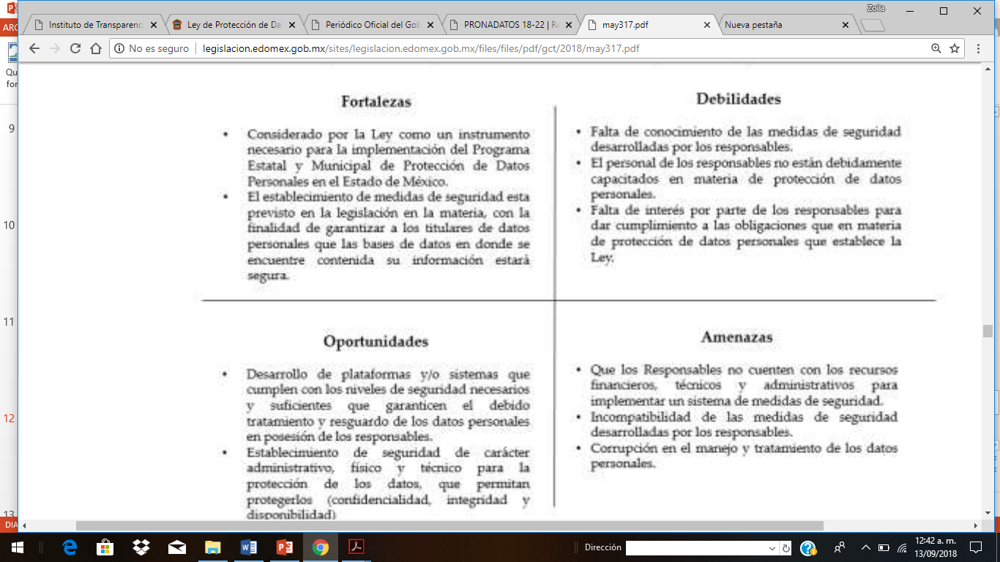 Zoila
ARC
Instituto de Transparenci
Ley de Protección de Da
Periódico Oficial del Gob
PRONADATOS 18-22 | Re
may317.pdf
Nueva pestaña
No es seguro
legislacion.edomex.gob.mx/sites/legislacion.edomex.gob.mx/files/files/pdf/gct/2018/may317.pdf
Qu
for
9
10
11
12
13
DIA
Fortalezas
• Considerado por la Ley como un instrumento
necesario para la implementación del Programa
Estatal y Municipal de Protección de Datos
Personales en el Estado de México.
• El establecimiento de medidas de seguridad esta
previsto en la legislación en la materia, con la
finalidad de garantizar a los titulares de datos
personales que las bases de datos en donde se
encuentre contenida su información estará
segura.
Debilidades
• Falta de conocimiento de las medidas de seguridad
desarrolladas por los responsables.
• El personal de los responsables no están debidamente
capacitados en materia de protección de datos
personales.
• Falta de interés por parte de los responsables para
dar cumplimiento a las obligaciones que en materia
de protección de datos personales que establece la
Ley.
Oportunidades
• Desarrollo de plataformas y/o sistemas que
cumplen con los niveles de seguridad necesarios
y suficientes que garanticen el debido
tratamiento y resguardo de los datos personales
en posesión de los responsables.
• Establecimiento de seguridad de carácter
administrativo, físico y técnico para la
protección de los datos, que permitan
protegerlos (confidencialidad, integridad y
disponibilidad)
Amenazas
• Que los Responsables no cuenten con los recursos
financieros, técnicos y administrativos para
implementar un sistema de medidas de seguridad.
• Incompatibilidad de las medidas de seguridad
desarrolladas por los responsables.
• Corrupción en el manejo y tratamiento de los datos
personales.
Dirección
12:42 a. m.
13/09/2018